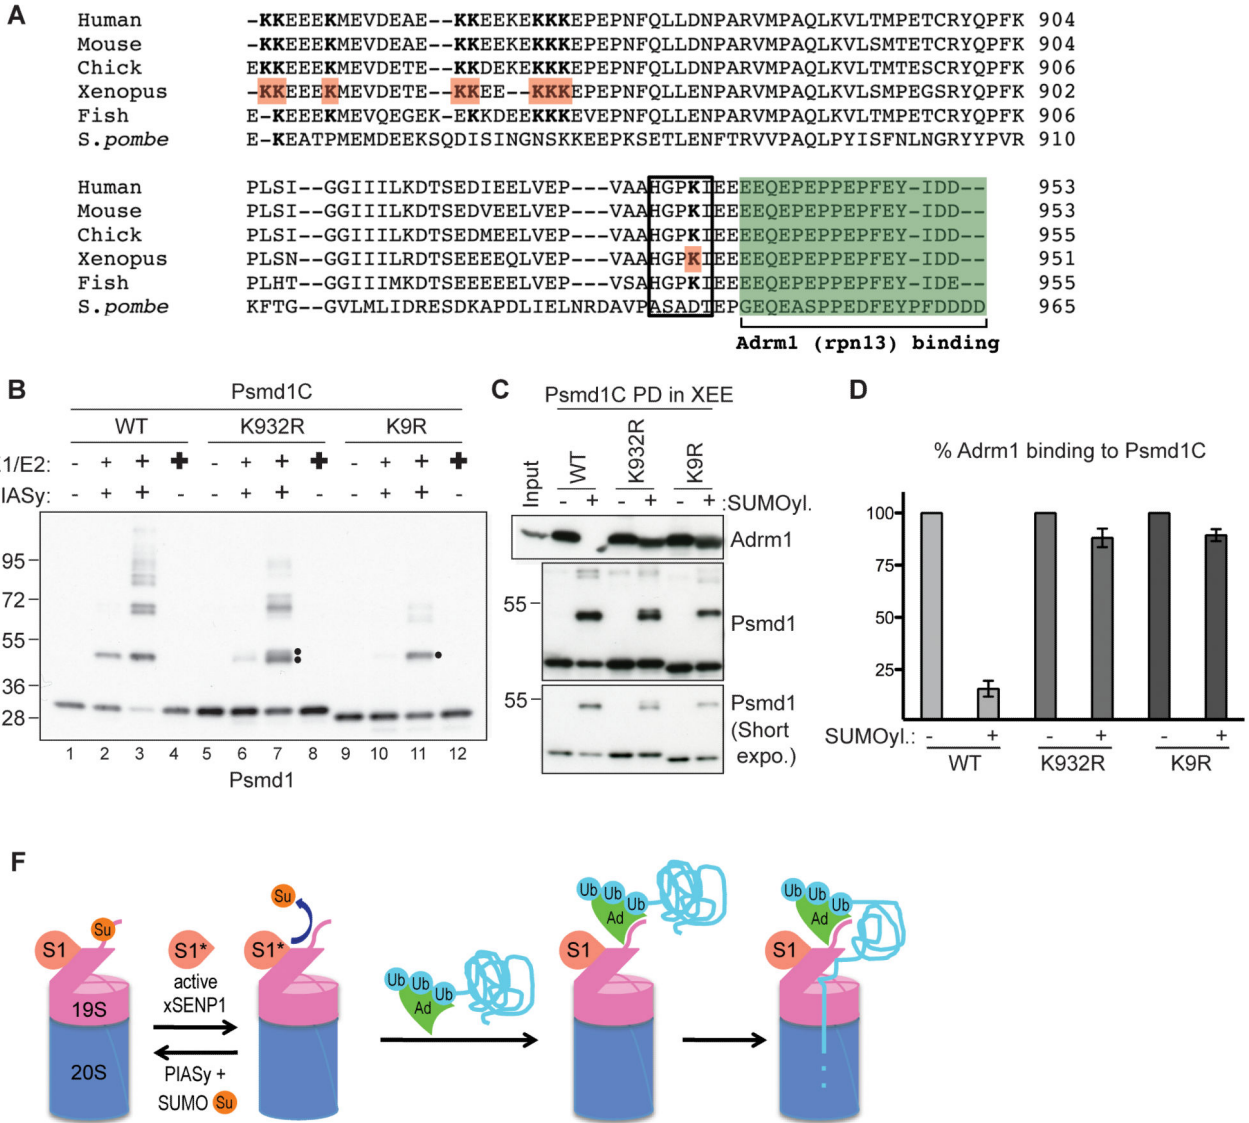 A
Human -KKEEEKMEVDEAE--KKEEKEKKKEPEPNFQLLDNPARVMPAQLKVLTMPETCRYQPFK 904
Mouse -KKEEEKMEVDEAE--KKEEKEKKKEPEPNFQLLDNPARVMPAQLKVLSMTETCRYQPFK 904
Chick EKKEEEKMEVDETE--KKDEKEKKKEPEPNFQLLDNPARVMPAQLKVLTMTESCRYQPFK 906
Xenopus -KKEEEKMEVDETE--KKEE--KKKEPEPNFQLLENPARVMPAQLKVLSMPEGSRYQPFK 902
Fish E-KEEEKMEVQEGEK-EKKDEEKKKEVEPNFQLLENPARVMPAQLKVLTMPETCRYQPFK 906
S.pombe E-KEATPMEMDEEKSQDISINGNSKKEEPKSETLENFTRVVPAQLPYISFNLNGRYYPVR 910
Human PLSI--GGIIILKDTSEDIEELVEP---VAAHGPKIEEEEQEPEPPEPFEY-IDD-- 953
Mouse PLSI--GGIIILKDTSEDVEELVEP---VAAHGPKIEEEEQEPEPPEPFEY-IDD-- 953
Chick PLSI--GGIIILKDTSEDMEELVEP---VAAHGPKIEEEEQEPEPPEPFEY-IDD-- 955
Xenopus PLSN--GGIIILRDTSEEEEQLVEP---VAAHGPKIEEEEQEPEPPEPFEY-IDD-- 951
Fish PLHT--GGIIIMKDTSEEEEELVEP---VSAHGPKIEEEEQEPEPPEPFEY-IDE-- 955
S.pombe KFTG--GVLMLIDRESDKAPDLIELNRDAVPASADTEPGEQEASPPEDFEYPFDDDD 965
Adrm1 (rpn13) binding
B
Psmd1C
WT K932R K9R
1/E2: - + + + - + + + - + + +
IASy: - + + - - + + - - + + -
95
72
55
36
28
1 2 3 4 5 6 7 8 9 10 11 12
Psmd1
C
Psmd1C PD in XEE
Input WT K932R K9R
- + - + - + :SUMOyl.
Adrm1
55
Psmd1
55
Psmd1
(Short
expo.)
D
% Adrm1 binding to Psmd1C
100
75
50
25
SUMOyl.: - + - + - +
WT K932R K9R
F
S1 Su
19S
20S
S1*
active
xSENP1
PIASy +
SUMO Su
Su
S1*
Ub Ub Ub
Ad
Ub Ub Ub
Ad
S1
Ub Ub Ub
Ad
S1